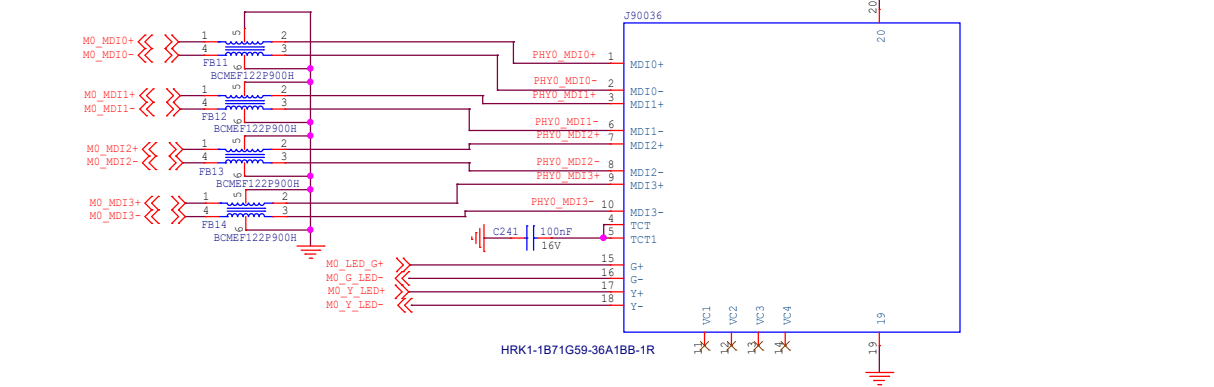 J90036
20
20
M0_MDI0+
M0_MDI0-
1
4
5
6
2
3
FB11
BCMEF122P900H
PHY0_MDI0+
1
MDI0+
PHY0_MDI0-
2
MDI0-
M0_MDI1+
M0_MDI1-
1
4
5
6
2
3
FB12
BCMEF122P900H
PHY0_MDI1+
3
MDI1+
PHY0_MDI1-
6
MDI1-
M0_MDI2+
M0_MDI2-
1
4
5
6
2
3
FB13
BCMEF122P900H
PHY0_MDI2+
7
MDI2+
PHY0_MDI2-
8
MDI2-
M0_MDI3+
M0_MDI3-
1
4
5
6
2
3
FB14
BCMEF122P900H
PHY0_MDI3+
9
MDI3+
PHY0_MDI3-
10
MDI3-
4
TCT
C241
100nF
16V
5
TCT1
M0_LED_G+
15
G+
M0_G_LED-
16
G-
M0_Y_LED+
17
Y+
M0_Y_LED-
18
Y-
VC1
VC2
VC3
VC4
19
11
12
13
14
19
HRK1-1B71G59-36A1BB-1R